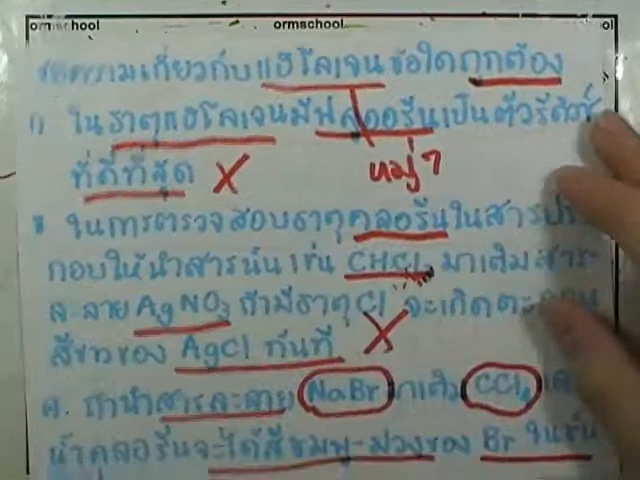 ormschool ormschool ool
ข้อความเกี่ยวกับแฮโลเจนข้อใดถูกต้อง
1) ในธาตุแฮโลเจนมีฟลูออรีนเป็นตัวรีดิวซ์
ที่ดีที่สุด X หมู่ 7
ในการตรวจสอบธาตุคลอรีนในสารประ
กอบให้นำสารนั้น เช่น CHCl₃ มาเติมสาร
ละลาย AgNO₃ ถ้ามีธาตุ Cl จะเกิดตะกอน
สีขาวของ AgCl ทันที X
ค. ถ้านำสารละลาย NaBr มาเติม CCl₄
น้ำคลอรีนจะได้สีชมพู-ม่วงของ Br ในชั้น